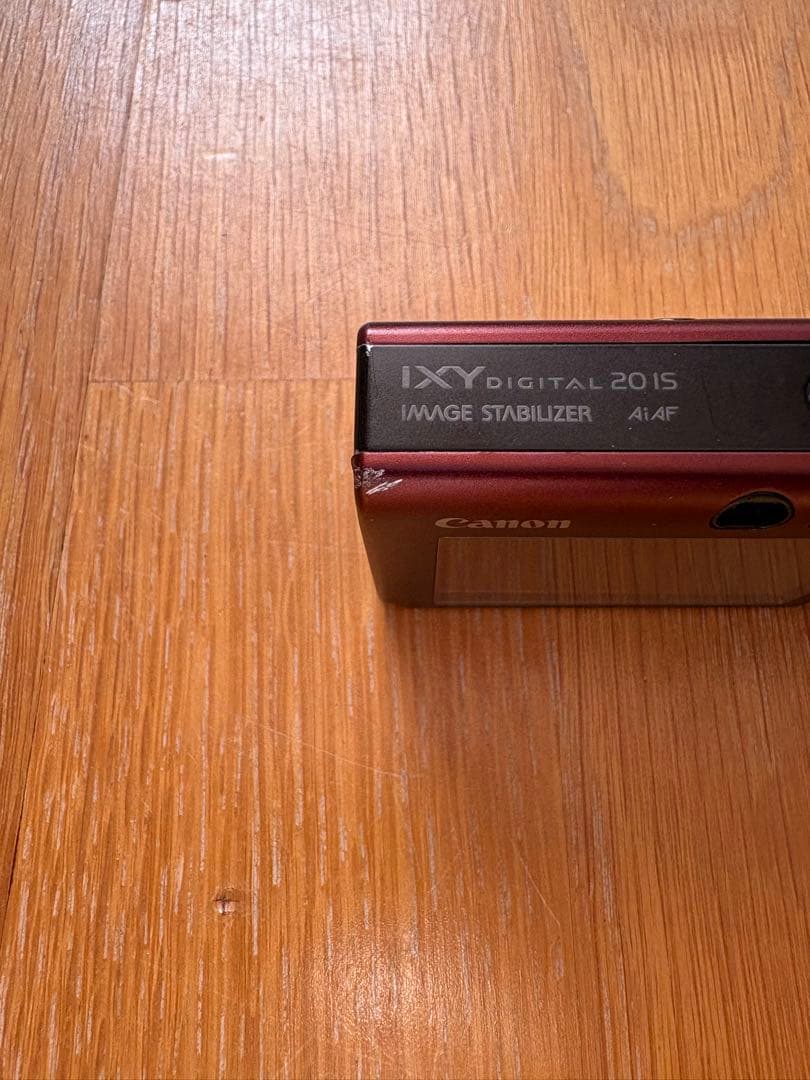 IXY DIGITAL 20 IS
IMAGE STABILIZER AiAF
Canon